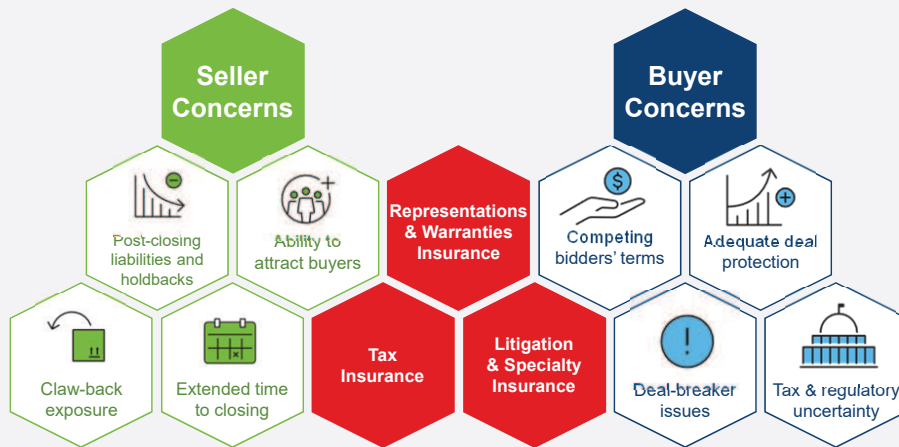 Seller
Concerns
Buyer
Concerns
Post-closing
liabilities and
holdbacks
Ability to
attract buyers
Representations
& Warranties
Insurance
$
Competing
bidders' terms
Adequate deal
protection
Claw-back
exposure
Extended time
to closing
Tax
Insurance
Litigation
& Specialty
Insurance
!
Deal-breaker
issues
Tax & regulatory
uncertainty